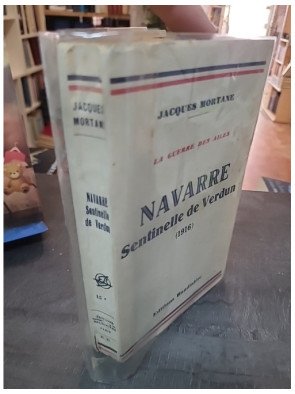 JACQUES MORTANE
LA GUERRE DES AILES
NAVARRE
Sentinelle de Verdun
(1916)
JACQUES
MORTANE
NAVARRE
Sentinelle
de Verdun